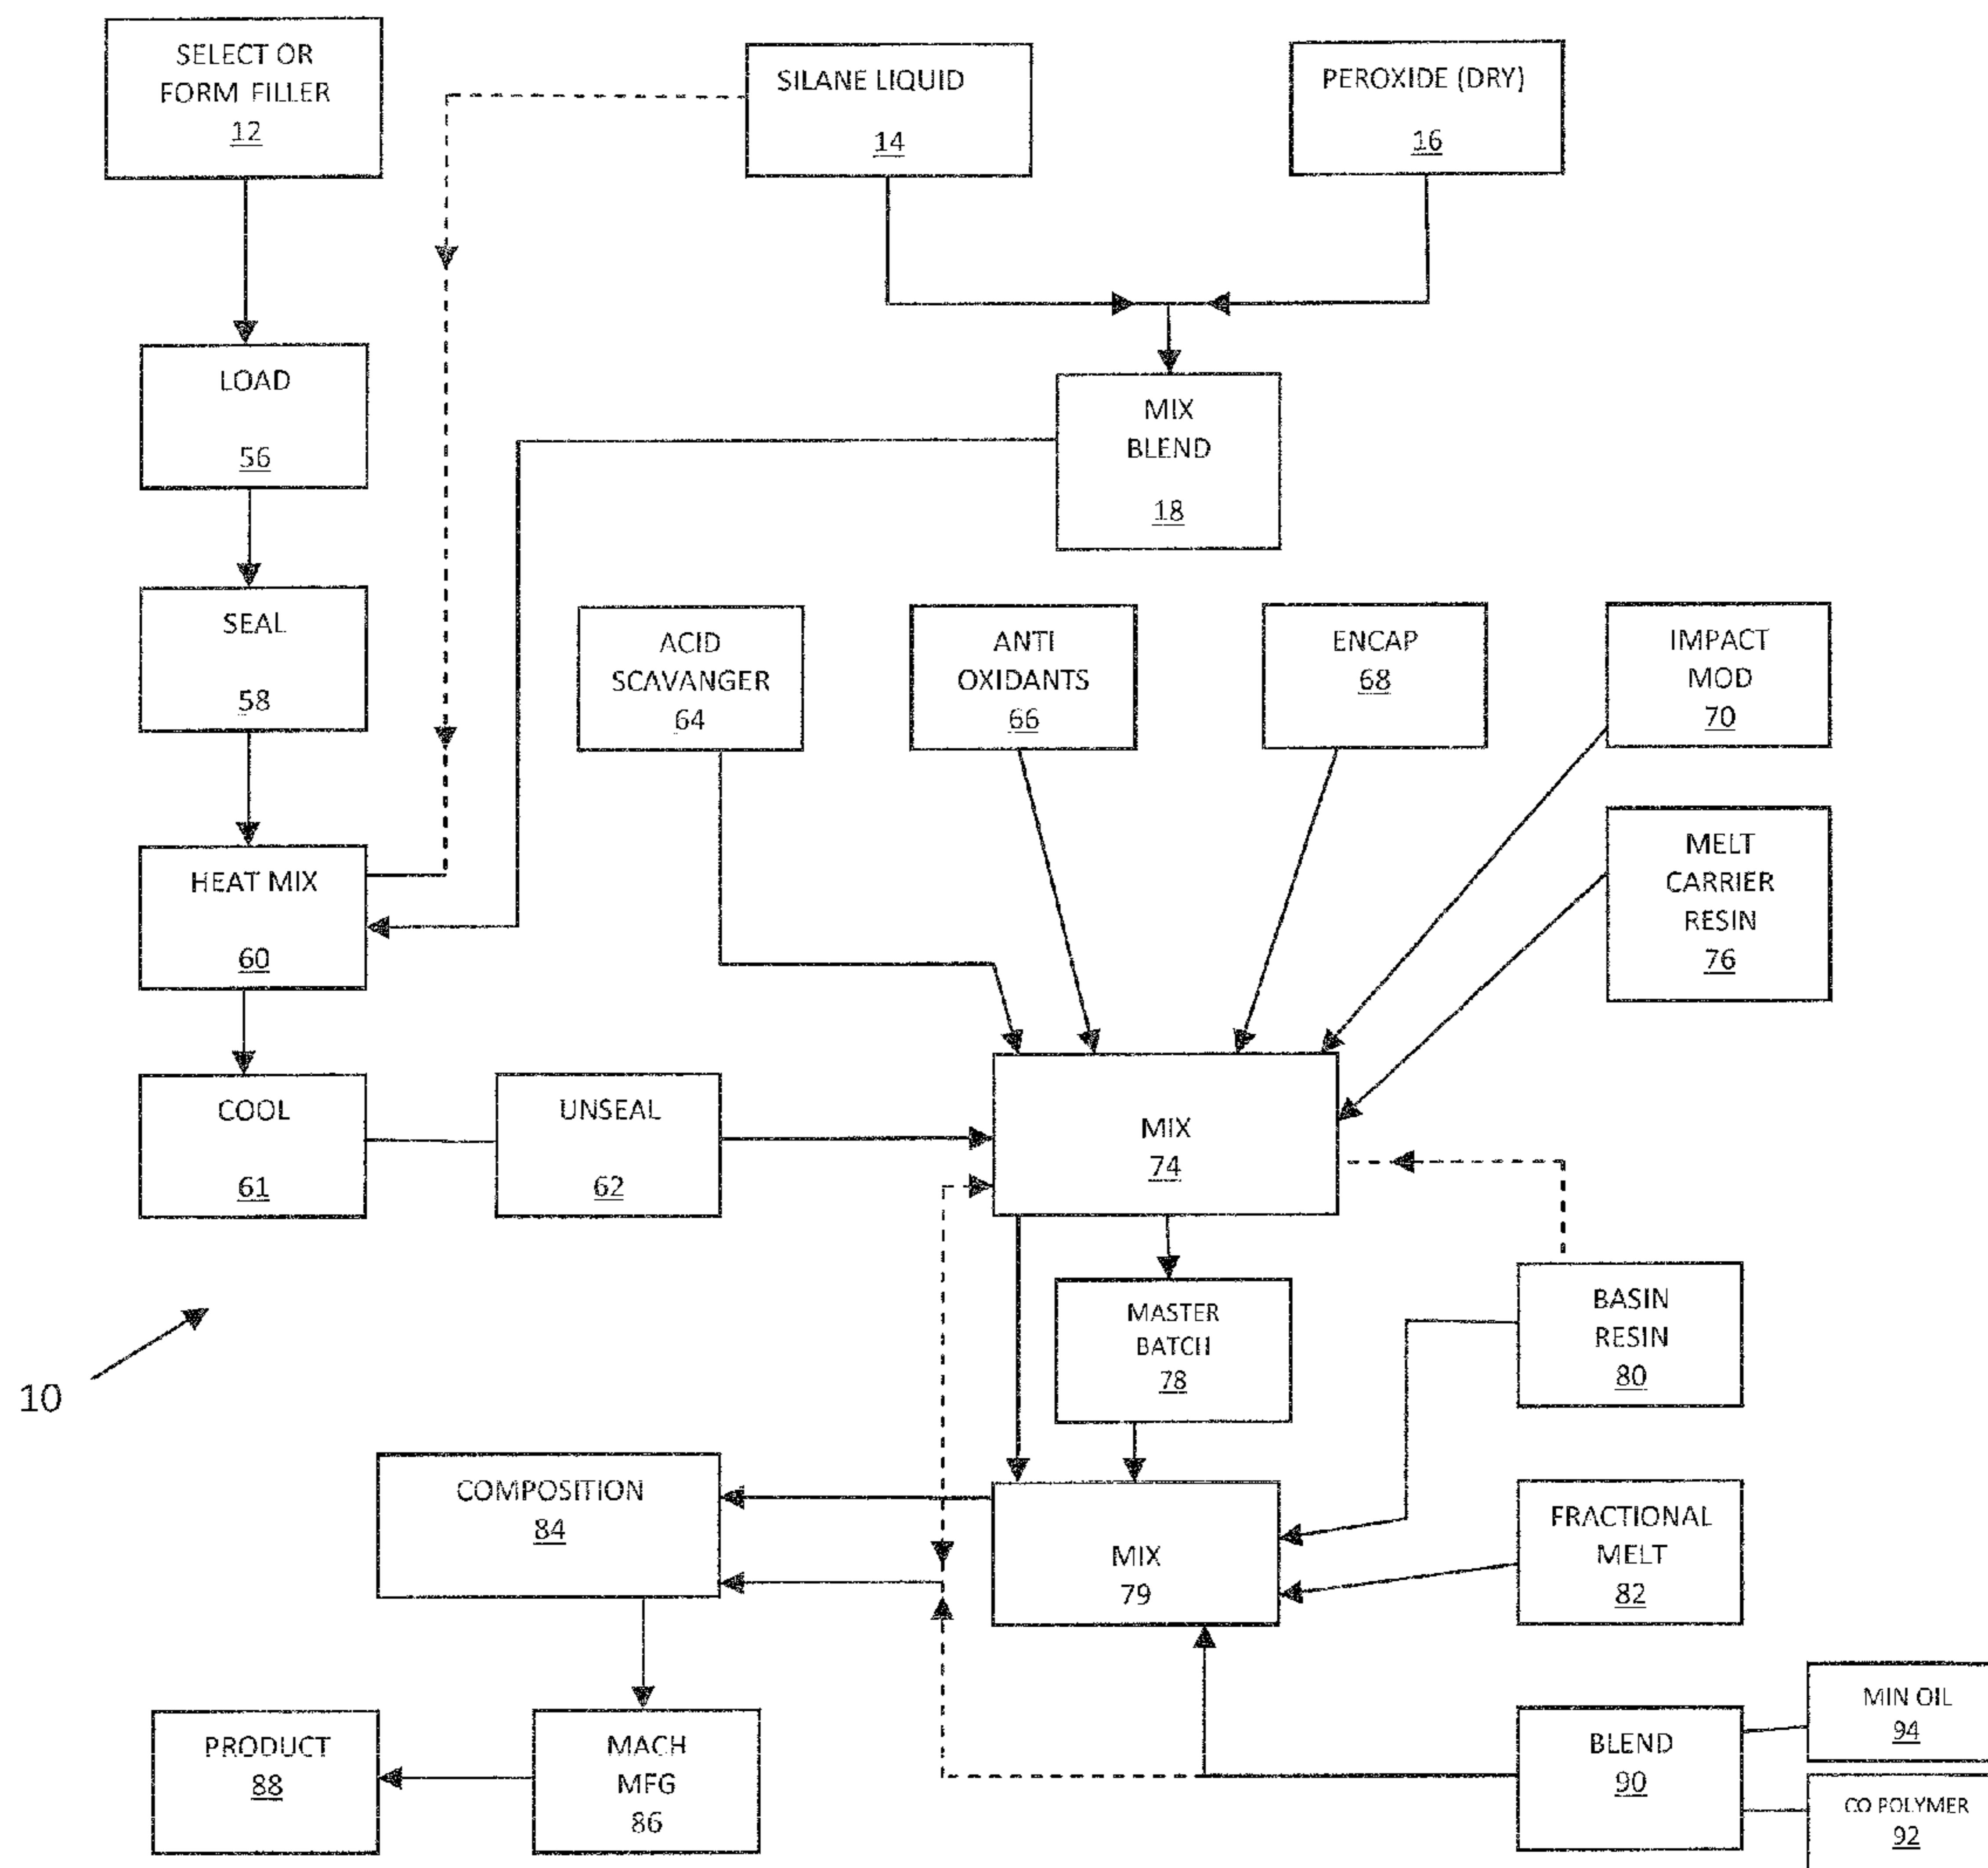 SELECT OR
FORM FILLER
12
SILANE LIQUID
14
PEROXIDE (DRY)
16
LOAD
56
MIX
BLEND
18
SEAL
58
ACID
SCAVANGER
64
ANTI
OXIDANTS
66
ENCAP
68
IMPACT
MOD
70
HEAT MIX
60
MELT
CARRIER
RESIN
76
COOL
61
UNSEAL
62
MIX
74
MASTER
BATCH
78
BASIN
RESIN
80
10
COMPOSITION
84
MIX
79
FRACTIONAL
MELT
82
PRODUCT
88
MACH
MFG
86
BLEND
90
MIN OIL
94
CO POLYMER
92